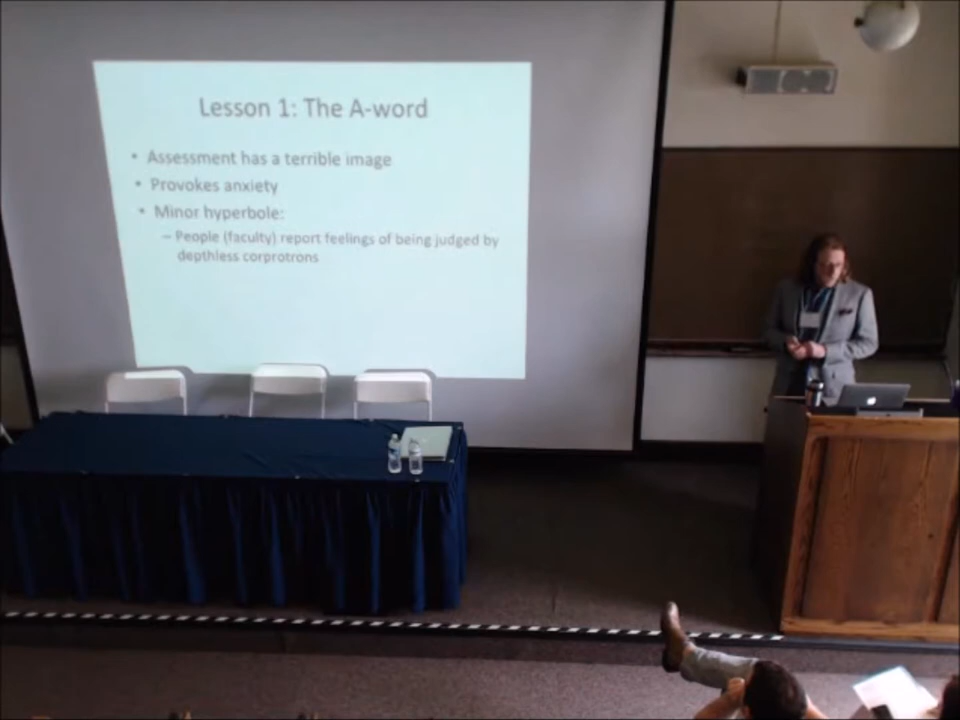 Lesson 1: The A-word
• Assessment has a terrible image
• Provokes anxiety
• Minor hyperbole:
– People (faculty) report feelings of being judged by
depthless corprotrons